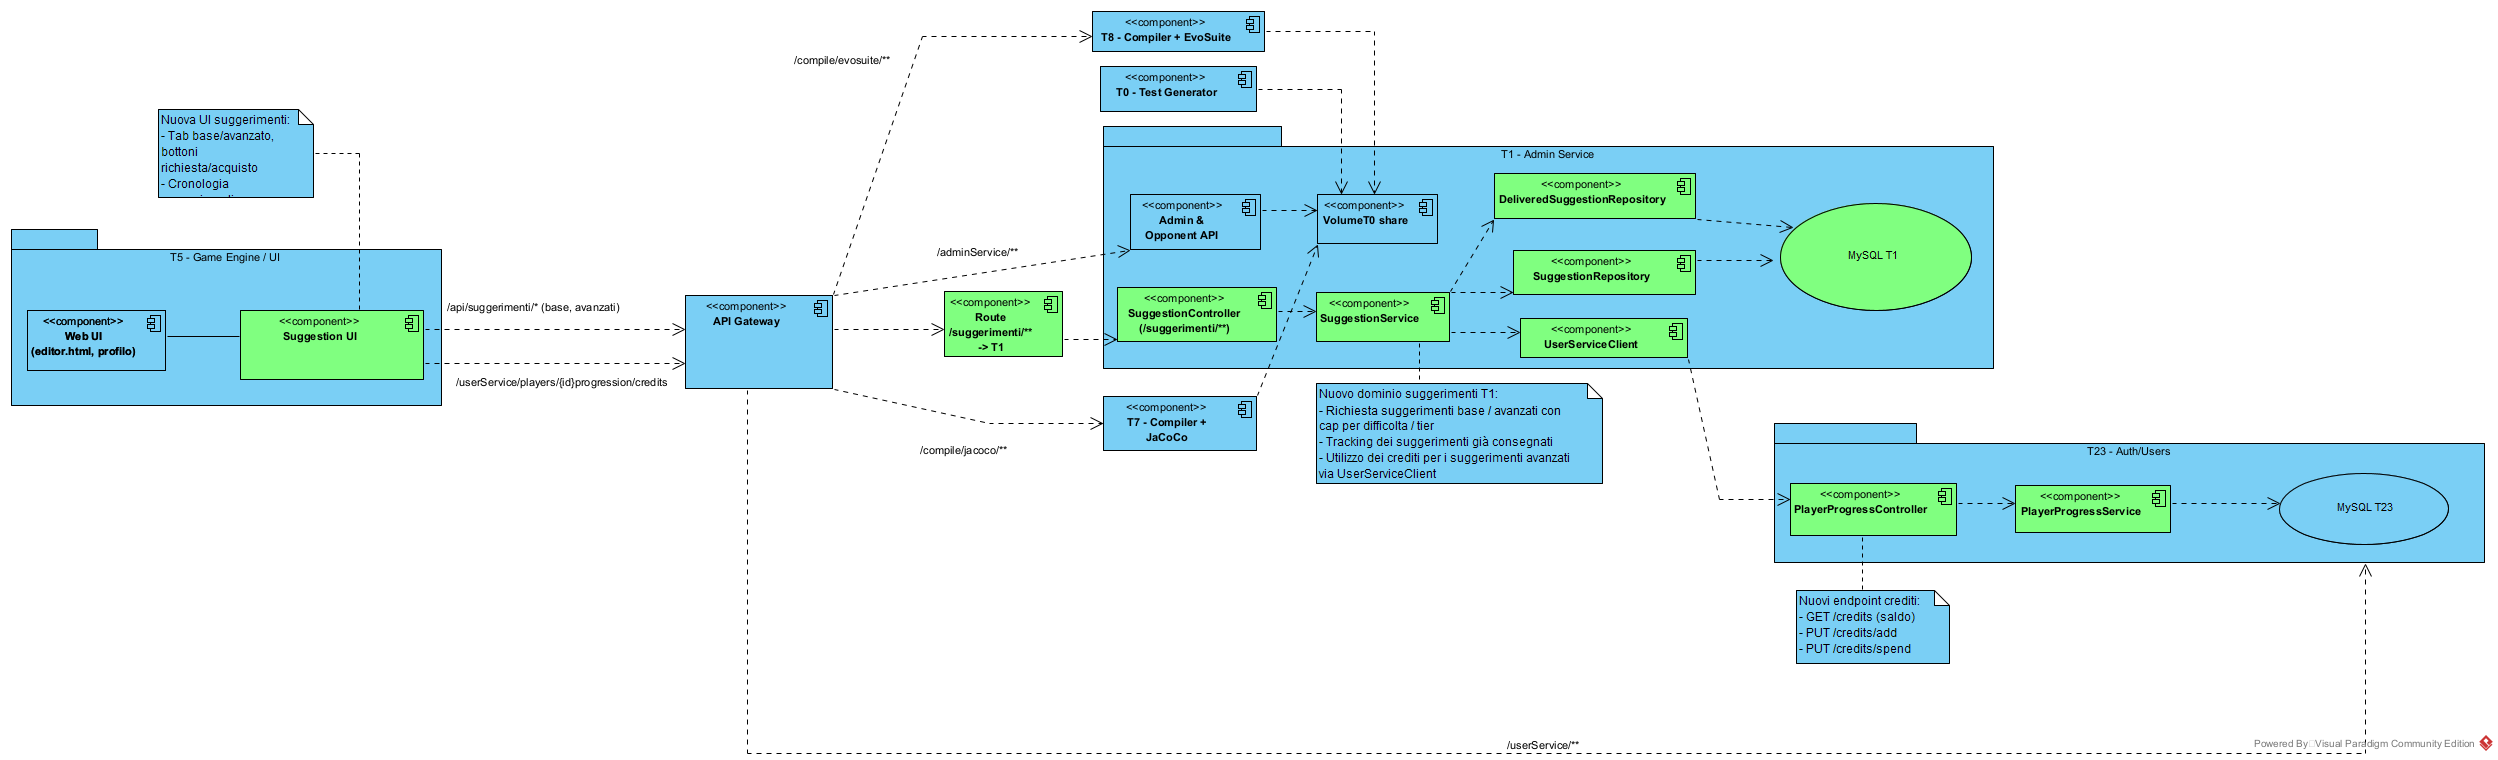 <<component>>
T8 - Compiler + EvoSuite
/compile/evosuite/**
<<component>>
T0 - Test Generator
Nuova UI suggerimenti:
- Tab base/avanzato,
bottoni
richiesta/acquisto
- Cronologia
T1 - Admin Service
<<component>>
Admin &
Opponent API
<<component>>
VolumeT0 share
<<component>>
DeliveredSuggestionRepository
<<component>>
SuggestionRepository
MySQL T1
/adminService/**
T5 - Game Engine / UI
<<component>>
Web UI
(editor.html, profilo)
<<component>>
Suggestion UI
/api/suggerimenti/* (base, avanzati)
/userService/players/{id}progression/credits
<<component>>
API Gateway
<<component>>
Route
/suggerimenti/**
-> T1
<<component>>
SuggestionController
(/suggerimenti/**)
<<component>>
SuggestionService
<<component>>
UserServiceClient
<<component>>
T7 - Compiler +
JaCoCo
/compile/jacoco/**
Nuovo dominio suggerimenti T1:
- Richiesta suggerimenti base / avanzati con
cap per difficolta / tier
- Tracking dei suggerimenti già consegnati
- Utilizzo dei crediti per i suggerimenti avanzati
via UserServiceClient
T23 - Auth/Users
<<component>>
PlayerProgressController
<<component>>
PlayerProgressService
MySQL T23
Nuovi endpoint crediti:
- GET /credits (saldo)
- PUT /credits/add
- PUT /credits/spend
/userService/**
Powered By Visual Paradigm Community Edition